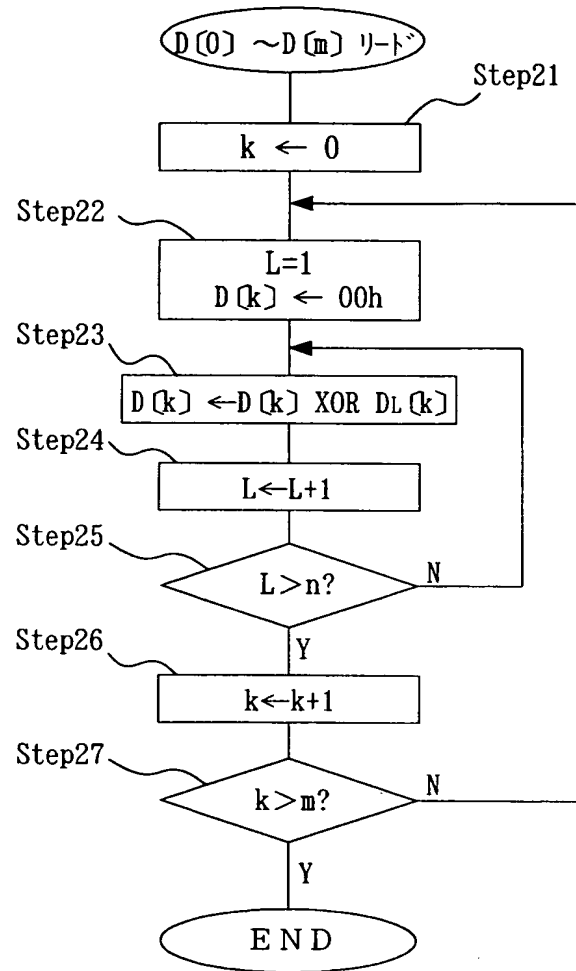 D〔0〕 ～D〔m〕 リード
Step21
k ← 0
Step22
L=1
D〔k〕 ← 00h
Step23
D〔k〕 ←D〔k〕 XOR DL〔k〕
Step24
L←L+1
Step25
L＞n?
N
Y
Step26
k←k+1
Step27
k＞m?
N
Y
END